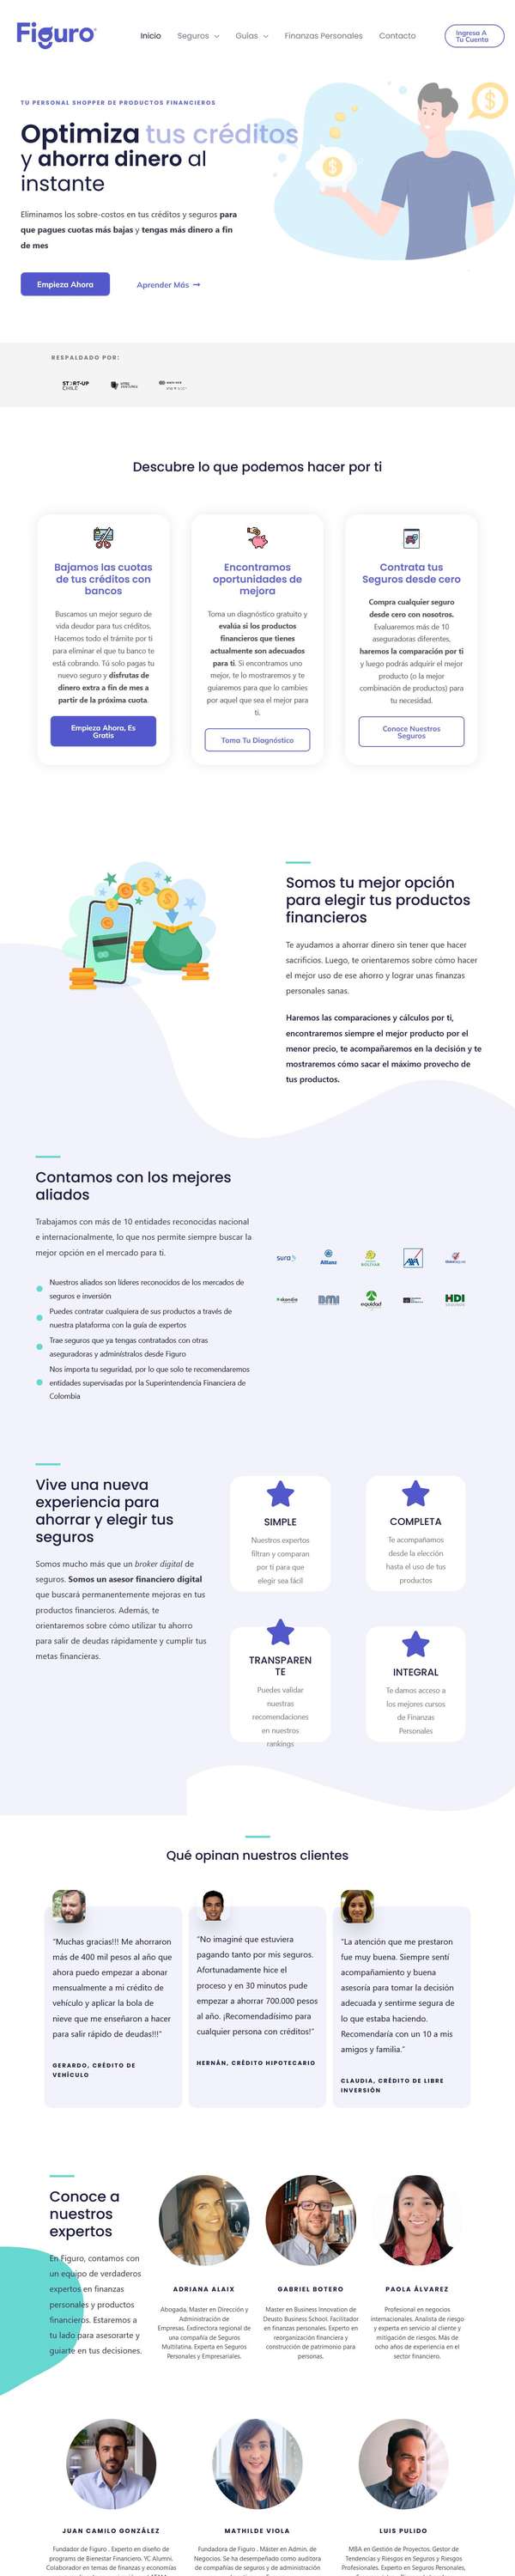 Figuro
Inicio
Seguros
Guías
Finanzas Personales
Contacto
Ingresa A
Tu Cuenta
TU PERSONAL SHOPPER DE PRODUCTOS FINANCIEROS
Optimiza tus créditos
y ahorra dinero al
instante
Eliminamos los sobre-costos en tus créditos y seguros para
que pagues cuotas más bajas y tengas más dinero a fin
de mes
Empieza Ahora
Aprender Más →
RESPALDADO POR:
ST>RT-UP
CHILE
Descubre lo que podemos hacer por ti
Bajamos las cuotas
de tus créditos con
bancos
Buscamos un mejor seguro de
vida deudor para tus créditos.
Hacemos todo el trámite por ti
para eliminar el que tu banco te
está cobrando. Tú solo pagas tu
nuevo seguro y disfrutas de
dinero extra a fin de mes a
partir de la próxima cuota.
Empieza Ahora, Es
Gratis
Encontramos
oportunidades de
mejora
Toma un diagnóstico gratuito y
evalúa si los productos
financieros que tienes
actualmente son adecuados
para ti. Si encontramos uno
mejor, te lo mostraremos y te
guiaremos para que lo cambies
por aquel que sea el mejor para
ti.
Toma Tu Diagnóstico
Contrata tus
Seguros desde cero
Compra cualquier seguro
desde cero con nosotros.
Evaluaremos más de 10
aseguradoras diferentes,
haremos la comparación por ti
y luego podrás adquirir el mejor
producto (o la mejor
combinación de productos) para
tu necesidad.
Conoce Nuestros
Seguros
Somos tu mejor opción
para elegir tus productos
financieros
Te ayudamos a ahorrar dinero sin tener que hacer
sacrificios. Luego, te orientaremos sobre cómo hacer
el mejor uso de ese ahorro y lograr unas finanzas
personales sanas.
Haremos las comparaciones y cálculos por ti,
encontraremos siempre el mejor producto por el
menor precio, te acompañaremos en la decisión y te
mostraremos cómo sacar el máximo provecho de
tus productos.
Contamos con los mejores
aliados
Trabajamos con más de 10 entidades reconocidas nacional
e internacionalmente, lo que nos permite siempre buscar la
mejor opción en el mercado para ti.
Nuestros aliados son líderes reconocidos de los mercados de
seguros e inversión
Puedes contratar cualquiera de sus productos a través de
nuestra plataforma con la guía de expertos
Trae seguros que ya tengas contratados con otras
aseguradoras y adminístralos desde Figuro
Nos importa tu seguridad, por lo que solo te recomendaremos
entidades supervisadas por la Superintendencia Financiera de
Colombia
sura
Allianz
BOLÍVAR
AXA
skandia
BMI
equidad
HDI
SEGUROS
Vive una nueva
experiencia para
ahorrar y elegir tus
seguros
Somos mucho más que un broker digital de
seguros. Somos un asesor financiero digital
que buscará permanentemente mejoras en tus
productos financieros. Además, te
orientaremos sobre cómo utilizar tu ahorro
para salir de deudas rápidamente y cumplir tus
metas financieras.
SIMPLE
Nuestros expertos
filtran y comparan
por ti para que
elegir sea fácil
COMPLETA
Te acompañamos
desde la elección
hasta el uso de tus
productos
TRANSPAREN
TE
Puedes validar
nuestras
recomendaciones
en nuestros
rankings
INTEGRAL
Te damos acceso a
los mejores cursos
de Finanzas
Personales
Qué opinan nuestros clientes
"Muchas gracias!!! Me ahorraron
más de 400 mil pesos al año que
ahora puedo empezar a abonar
mensualmente a mi crédito de
vehículo y aplicar la bola de
nieve que me enseñaron a hacer
para salir rápido de deudas!!!"
GERARDO, CRÉDITO DE
VEHÍCULO
"No imaginé que estuviera
pagando tanto por mis seguros.
Afortunadamente hice el
proceso y en 30 minutos pude
empezar a ahorrar 700.000 pesos
al año. ¡Recomendadísimo para
cualquier persona con créditos!"
HERNÁN, CRÉDITO HIPOTECARIO
"La atención que me prestaron
fue muy buena. Siempre sentí
acompañamiento y buena
asesoría para tomar la decisión
adecuada y sentirme segura de
lo que estaba haciendo.
Recomendaría con un 10 a mis
amigos y familia."
CLAUDIA, CRÉDITO DE LIBRE
INVERSIÓN
Conoce a
nuestros
expertos
En Figuro, contamos con
un equipo de verdaderos
expertos en finanzas
personales y productos
financieros. Estaremos a
tu lado para asesorarte y
guiarte en tus decisiones.
ADRIANA ALAIX
Abogada, Master en Dirección y
Administración de
Empresas. Exdirectora regional de
una compañía de Seguros
Multilatina. Experta en Seguros
Personales y Empresariales.
GABRIEL BOTERO
Master en Business Innovation de
Deusto Business School. Facilitador
en finanzas personales. Experto en
reorganización financiera y
construcción de patrimonio para
personas.
PAOLA ÁLVAREZ
Profesional en negocios
internacionales. Analista de riesgo
y experta en servicio al cliente y
mitigación de riesgos. Más de
ocho años de experiencia en el
sector financiero.
JUAN CAMILO GONZÁLEZ
Fundador de Figuro . Experto en diseño de
programas de Bienestar Financiero. YC Alumni.
Colaborador en temas de finanzas y economías
MATHILDE VIOLA
Fundadora de Figuro . Máster en Admin. de
Negocios. Se ha desempeñado como auditora
de compañías de seguros y de administración
LUIS PULIDO
MBA en Gestión de Proyectos. Gestor de
Tendencias y Riesgos en Seguros y Riesgos
Profesionales. Experto en Seguros Personales,